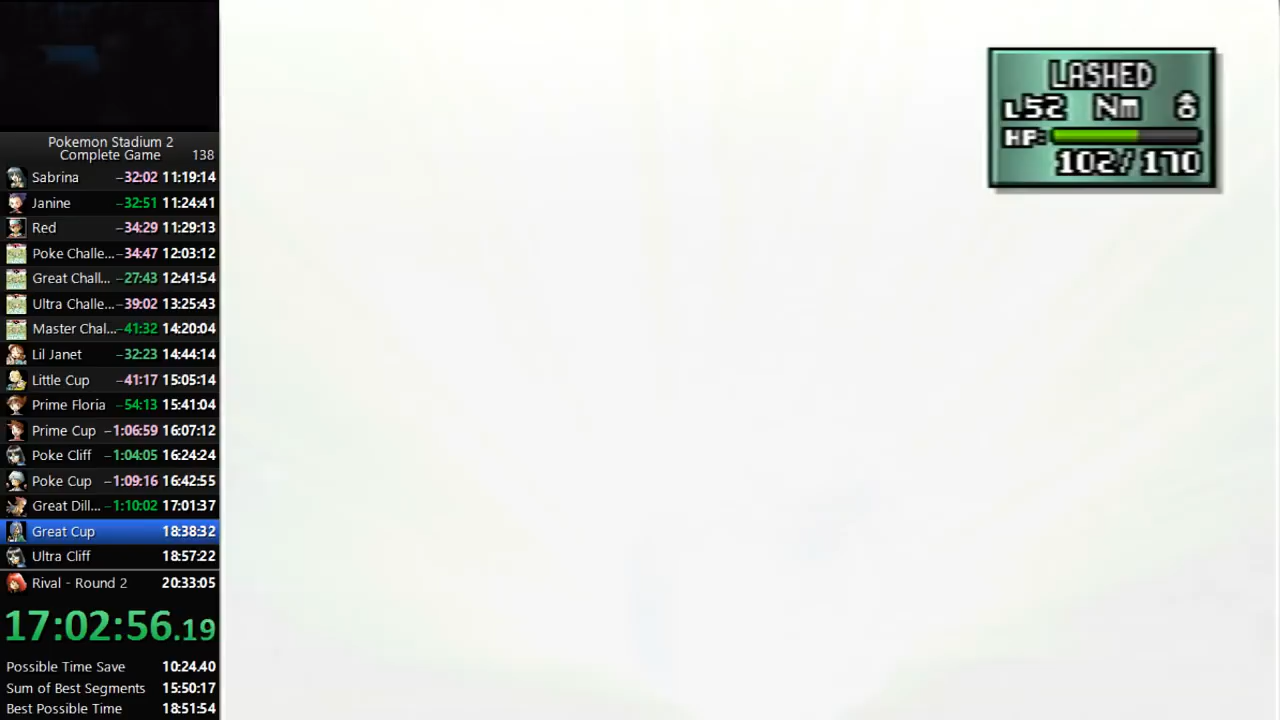 Pokemon Stadium 2
Complete Game 138
Sabrina -32:02 11:19:14
Janine -32:51 11:24:41
Red -34:29 11:29:13
Poke Challe... -34:47 12:03:12
Great Chall... -27:43 12:41:54
Ultra Challe... -39:02 13:25:43
Master Chal... -41:32 14:20:04
Lil Janet -32:23 14:44:14
Little Cup -41:17 15:05:14
Prime Floria -54:13 15:41:04
Prime Cup -1:06:59 16:07:12
Poke Cliff -1:04:05 16:24:24
Poke Cup -1:09:16 16:42:55
Great Dill... -1:10:02 17:01:37
Great Cup 18:38:32
Ultra Cliff 18:57:22
Rival - Round 2 20:33:05
17:02:56.19
Possible Time Save 10:24.40
Sum of Best Segments 15:50:17
Best Possible Time 18:51:54
LASHED
L52 Nm ♂
HP:
102/170